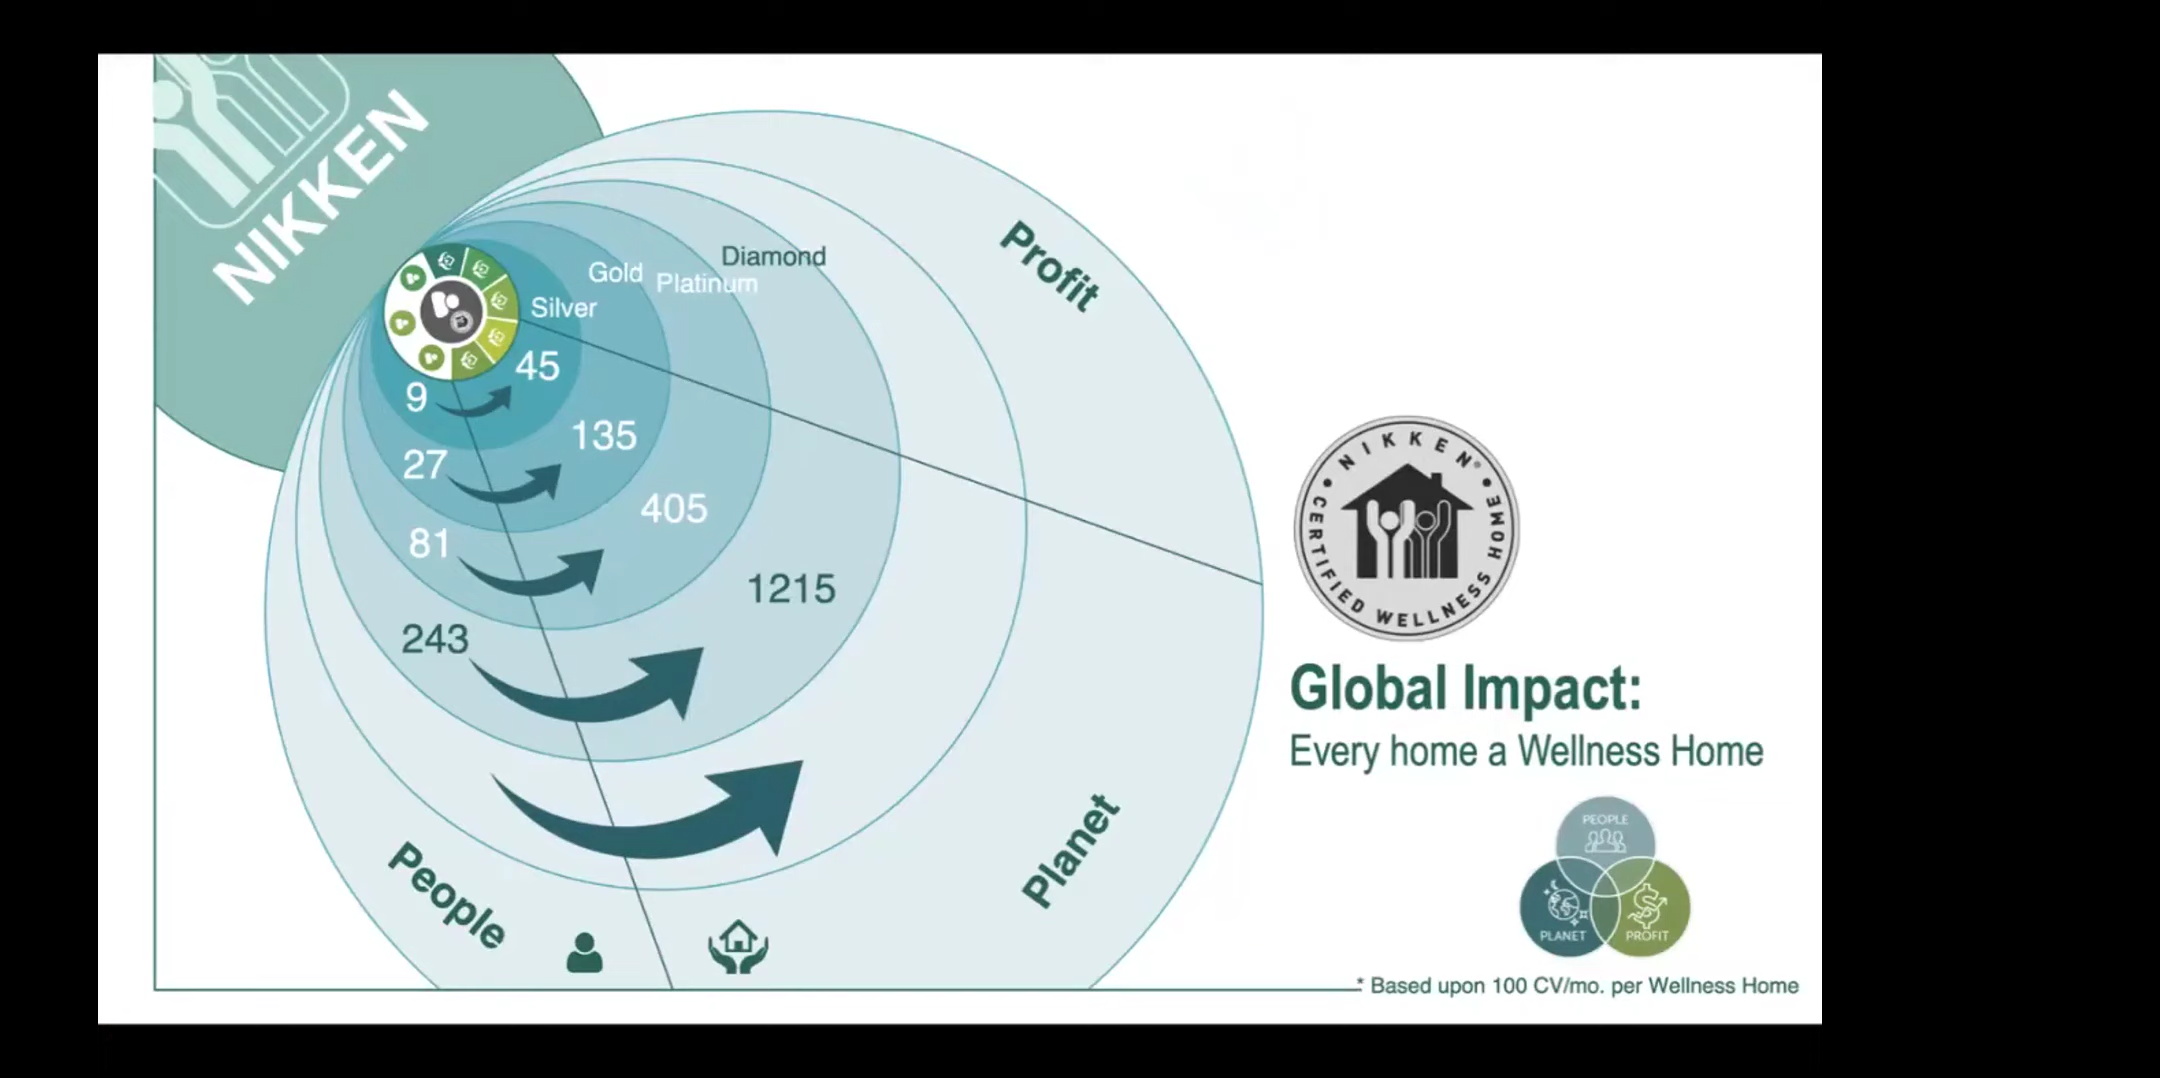 NIKKEN
Profit
Diamond
Gold
Platinum
Silver
45
9
135
27
405
81
1215
243
NIKKEN®
CERTIFIED WELLNESS HOME
Global Impact:
Every home a Wellness Home
People
Planet
PEOPLE
PLANET
PROFIT
* Based upon 100 CV/mo. per Wellness Home